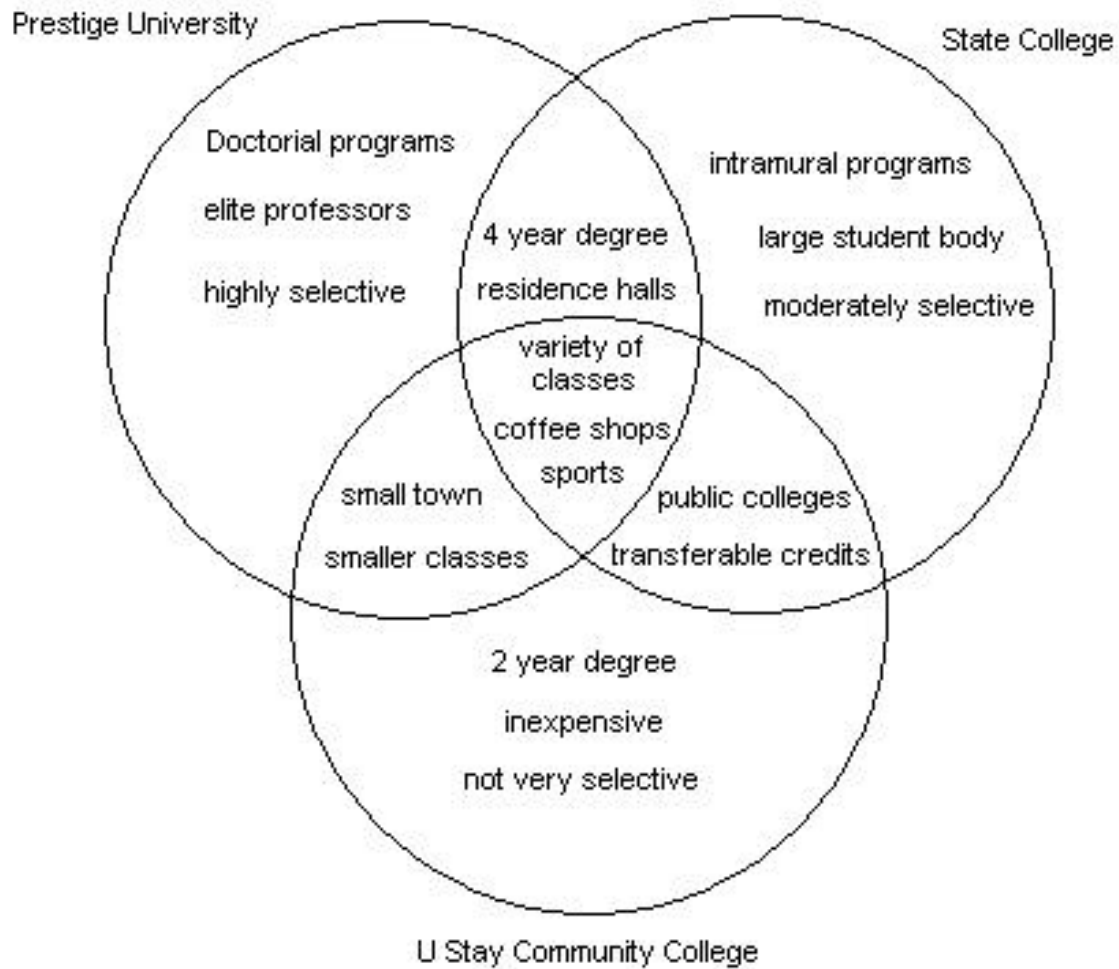 Prestige University
State College
Doctorial programs
elite professors
highly selective
4 year degree
residence halls
intramural programs
large student body
moderately selective
variety of
classes
coffee shops
sports
small town
smaller classes
public colleges
transferable credits
2 year degree
inexpensive
not very selective
U Stay Community College